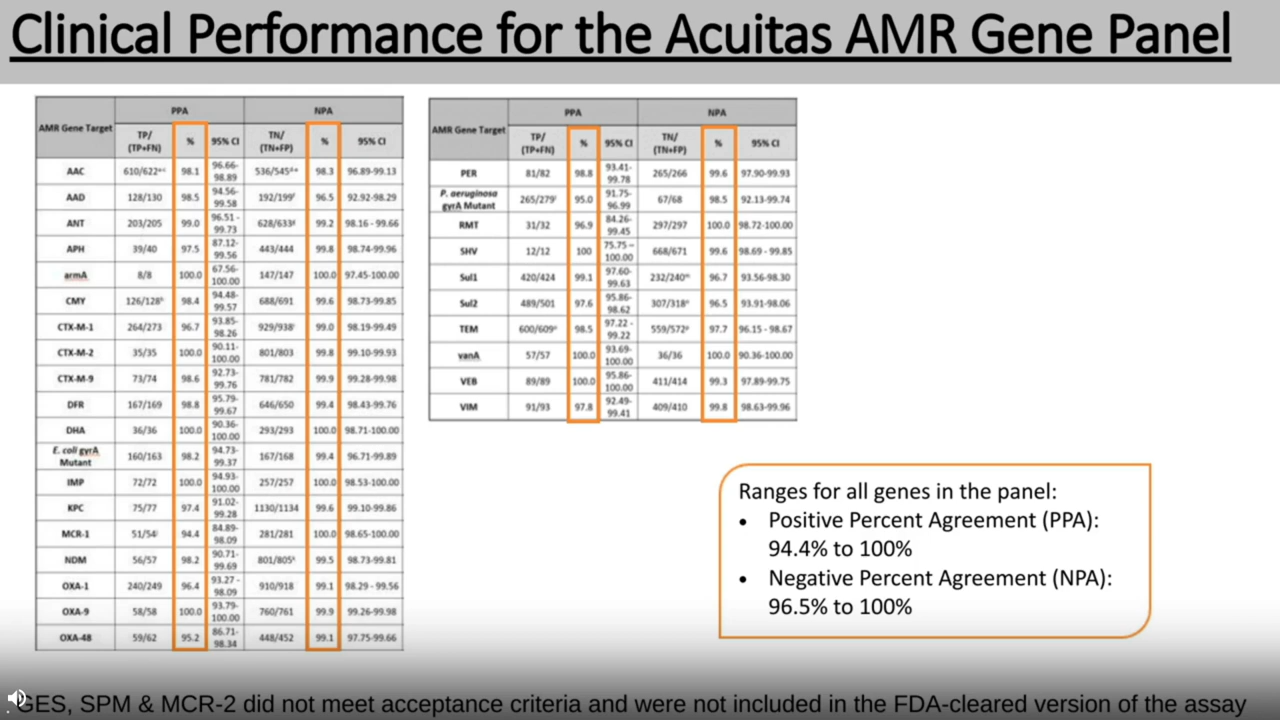 Clinical Performance for the Acuitas AMR Gene Panel
AMR Gene Target PPA NPA
TP/(TP+FN) % 95% CI TN/(TN+FP) % 95% CI
AAC 610/622 98.1 96.66-98.89 536/545 98.3 96.89-99.13
AAD 128/130 98.5 94.56-99.58 192/199 96.5 92.92-98.29
ANT 203/205 99.0 96.51-99.73 628/633 99.2 98.16 - 99.66
APH 39/40 97.5 87.12-99.56 443/444 99.8 98.74-99.96
armA 8/8 100.0 67.56-100.00 147/147 100.0 97.45-100.00
CMY 126/128 98.4 94.48-99.57 688/691 99.6 98.73-99.85
CTX-M-1 264/273 96.7 93.85-98.26 929/938 99.0 98.19-99.49
CTX-M-2 35/35 100.0 90.11-100.00 801/803 99.8 99.10-99.93
CTX-M-9 73/74 98.6 92.73-99.76 781/782 99.9 99.28-99.98
DFR 167/169 98.8 95.79-99.67 646/650 99.4 98.43-99.76
DHA 36/36 100.0 90.36-100.00 293/293 100.0 98.71-100.00
E. coli gyrA Mutant 160/163 98.2 94.73-99.37 167/168 99.4 96.71-99.89
IMP 72/72 100.0 94.93-100.00 257/257 100.0 98.53-100.00
KPC 75/77 97.4 91.02-99.28 1130/1134 99.6 99.10-99.86
MCR-1 51/54 94.4 84.89-98.09 281/281 100.0 98.65-100.00
NDM 56/57 98.2 90.71-99.69 801/805 99.5 98.73-99.81
OXA-1 240/249 96.4 93.27 - 98.09 910/918 99.1 98.29 - 99.56
OXA-9 58/58 100.0 93.79-100.00 760/761 99.9 99.26-99.98
OXA-48 59/62 95.2 86.71-98.34 448/452 99.1 97.75-99.66
AMR Gene Target PPA NPA
TP/(TP+FN) % 95% CI TN/(TN+FP) % 95% CI
PER 81/82 98.8 93.41-99.78 265/266 99.6 97.90-99.93
P. aeruginosa gyrA Mutant 265/279 95.0 91.75-96.99 67/68 98.5 92.13-99.74
RMT 31/32 96.9 84.26-99.45 297/297 100.0 98.72-100.00
SHV 12/12 100 75.75 – 100.00 668/671 99.6 98.69 - 99.85
Sul1 420/424 99.1 97.60-99.63 232/240 96.7 93.56-98.30
Sul2 489/501 97.6 95.86-98.62 307/318 96.5 93.91-98.06
TEM 600/609 98.5 97.22 - 99.22 559/572 97.7 96.15 - 98.67
vanA 57/57 100.0 93.69-100.00 36/36 100.0 90.36-100.00
VEB 89/89 100.0 95.86-100.00 411/414 99.3 97.89-99.75
VIM 91/93 97.8 92.49-99.41 409/410 99.8 98.63-99.96
Ranges for all genes in the panel:
• Positive Percent Agreement (PPA):
94.4% to 100%
• Negative Percent Agreement (NPA):
96.5% to 100%
GES, SPM & MCR-2 did not meet acceptance criteria and were not included in the FDA-cleared version of the assay